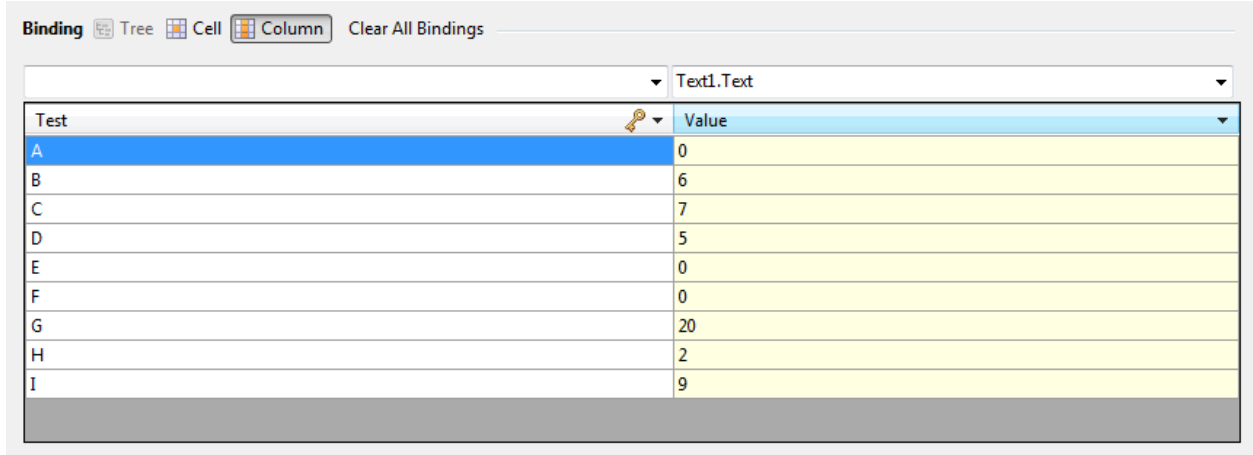 Binding Tree Cell Column Clear All Bindings
Text1.Text
Test Value
A 0
B 6
C 7
D 5
E 0
F 0
G 20
H 2
I 9